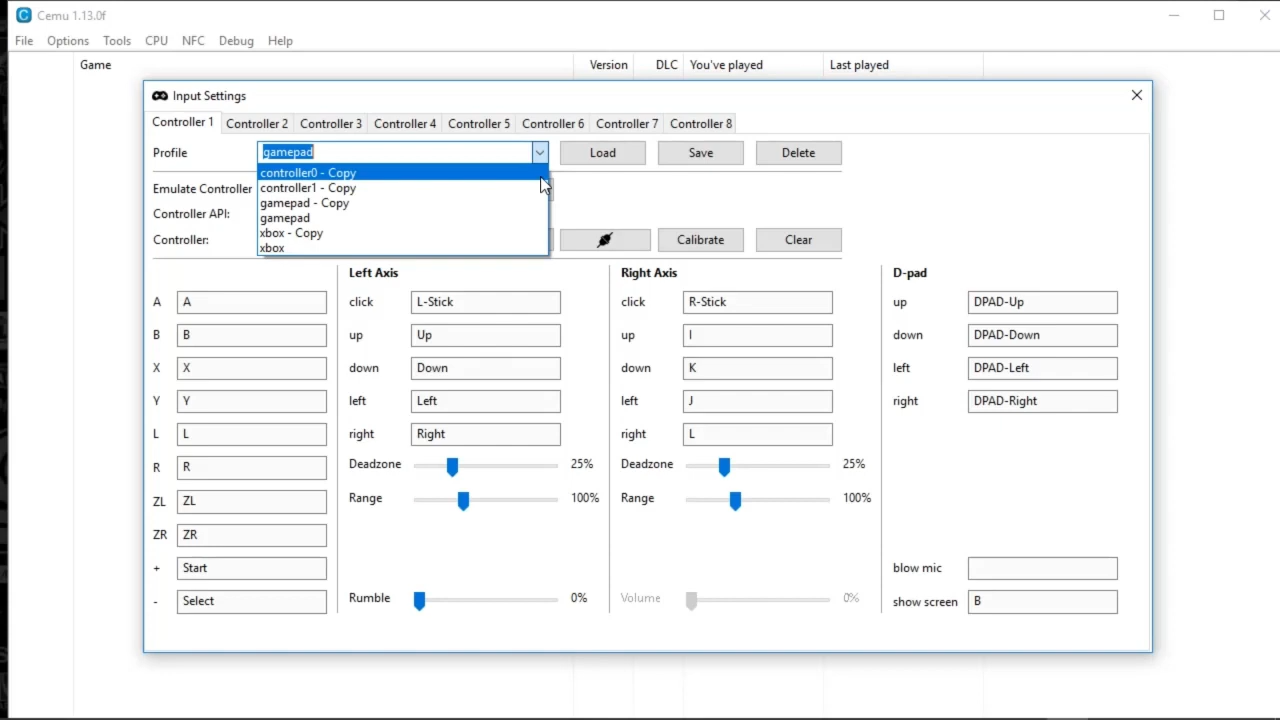 Cemu 1.13.0f
File Options Tools CPU NFC Debug Help
Game Version DLC You've played Last played
Input Settings
Controller 1 Controller 2 Controller 3 Controller 4 Controller 5 Controller 6 Controller 7 Controller 8
Profile gamepad Load Save Delete
controller0 - Copy
Emulate Controller controller1 - Copy
gamepad - Copy
Controller API: gamepad
Controller: xbox - Copy Calibrate Clear
xbox
Left Axis Right Axis D-pad
A A click L-Stick click R-Stick up DPAD-Up
B B up Up up I down DPAD-Down
X X down Down down K left DPAD-Left
Y Y left Left left J right DPAD-Right
L L right Right right L
R R Deadzone 25% Deadzone 25%
ZL ZL Range 100% Range 100%
ZR ZR
+ Start blow mic
- Select Rumble 0% Volume 0% show screen B